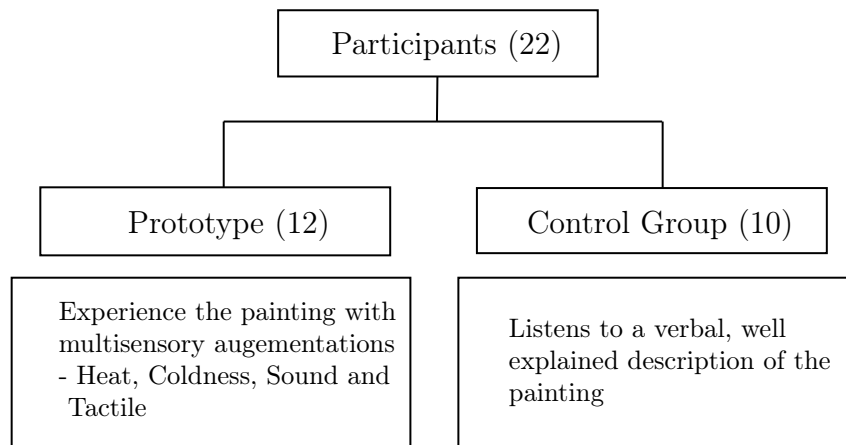 Participants (22)
Prototype (12)
Control Group (10)
Experience the painting with
multisensory augementations
- Heat, Coldness, Sound and
Tactile
Listens to a verbal, well
explained description of the
painting